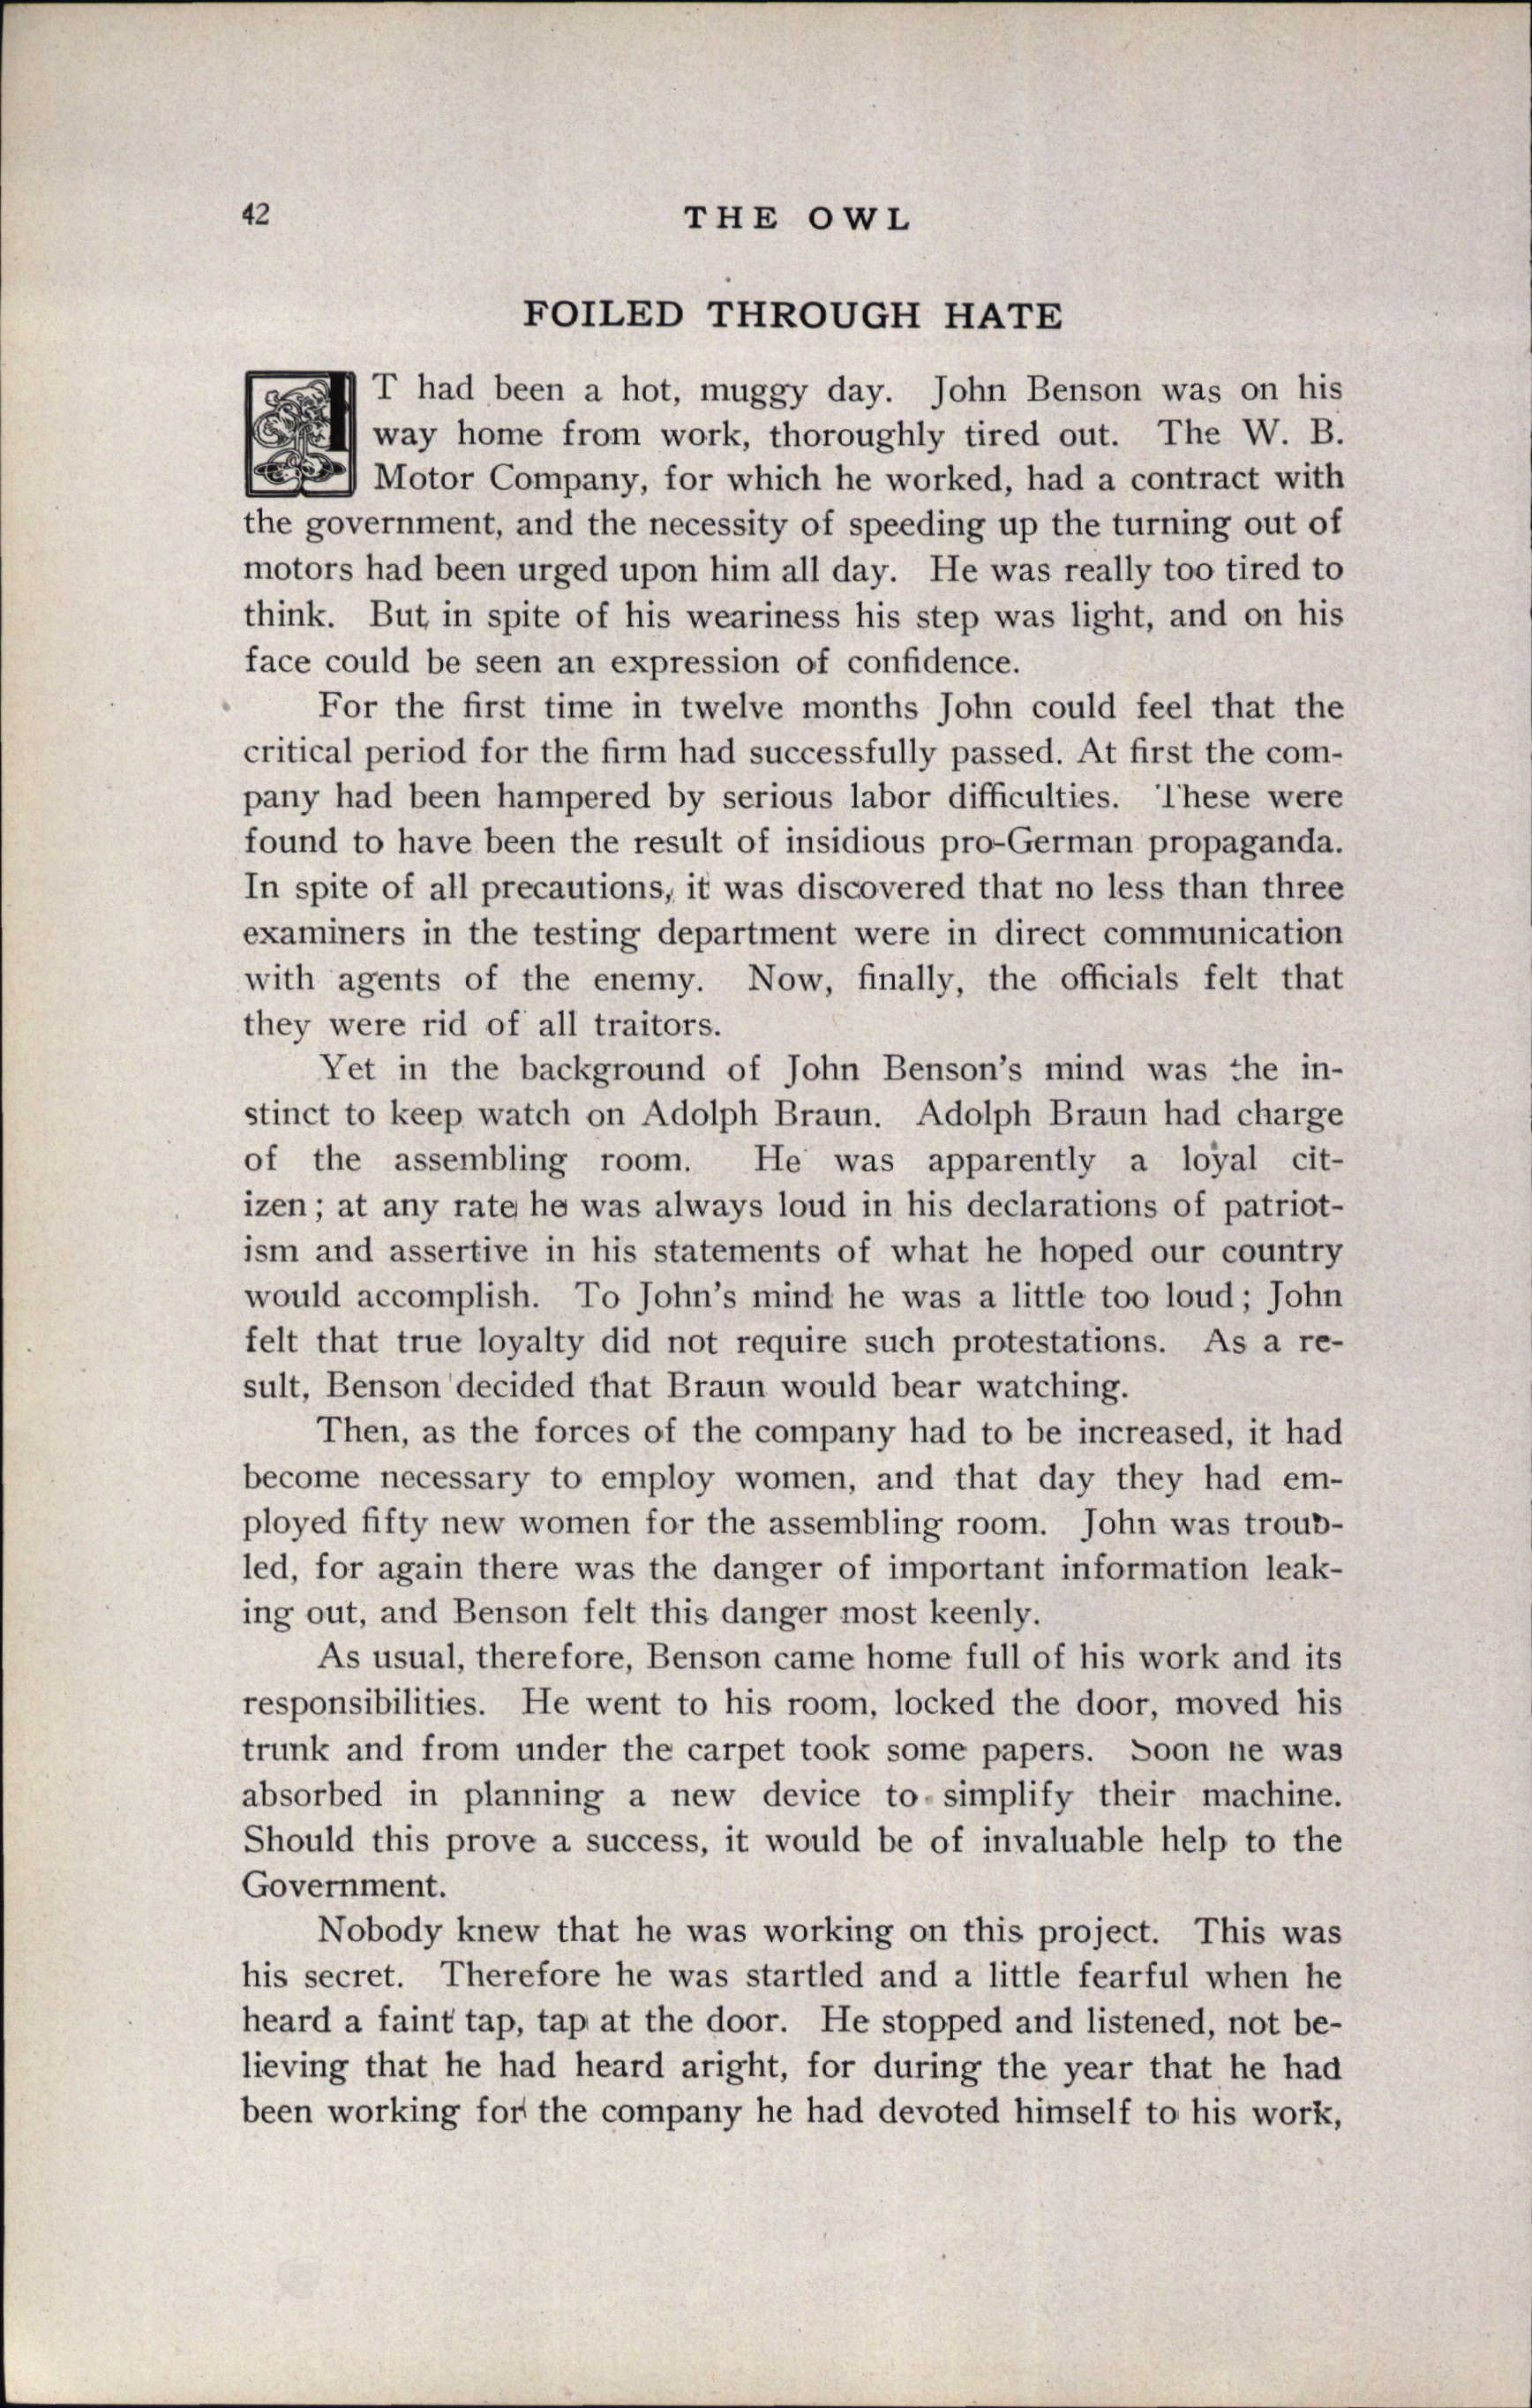 42
THE OWL
FOILED THROUGH HATE
IT had been a hot, muggy day. John Benson was on his
way home from work, thoroughly tired out. The W. B.
Motor Company, for which he worked, had a contract with
the government, and the necessity of speeding up the turning out of
motors had been urged upon him all day. He was really too tired to
think. But in spite of his weariness his step was light, and on his
face could be seen an expression of confidence.
For the first time in twelve months John could feel that the
critical period for the firm had successfully passed. At first the com-
pany had been hampered by serious labor difficulties. These were
found to have been the result of insidious pro-German propaganda.
In spite of all precautions, it was discovered that no less than three
examiners in the testing department were in direct communication
with agents of the enemy. Now, finally, the officials felt that
they were rid of all traitors.
Yet in the background of John Benson's mind was the in-
stinct to keep watch on Adolph Braun. Adolph Braun had charge
of the assembling room. He was apparently a loyal cit-
izen; at any rate he was always loud in his declarations of patriot-
ism and assertive in his statements of what he hoped our country
would accomplish. To John's mind he was a little too loud; John
felt that true loyalty did not require such protestations. As a re-
sult, Benson decided that Braun would bear watching.
Then, as the forces of the company had to be increased, it had
become necessary to employ women, and that day they had em-
ployed fifty new women for the assembling room. John was troub-
led, for again there was the danger of important information leak-
ing out, and Benson felt this danger most keenly.
As usual, therefore, Benson came home full of his work and its
responsibilities. He went to his room, locked the door, moved his
trunk and from under the carpet took some papers. Soon he was
absorbed in planning a new device to simplify their machine.
Should this prove a success, it would be of invaluable help to the
Government.
Nobody knew that he was working on this project. This was
his secret. Therefore he was startled and a little fearful when he
heard a faint tap, tap at the door. He stopped and listened, not be-
lieving that he had heard aright, for during the year that he had
been working for the company he had devoted himself to his work,